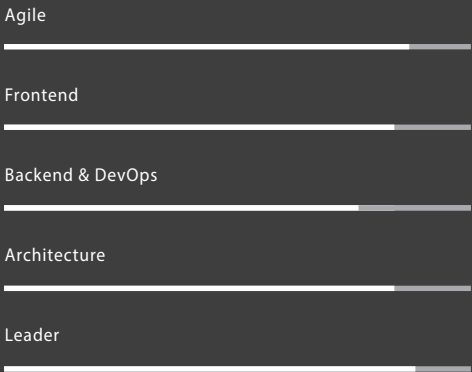 Agile
Frontend
Backend & DevOps
Architecture
Leader